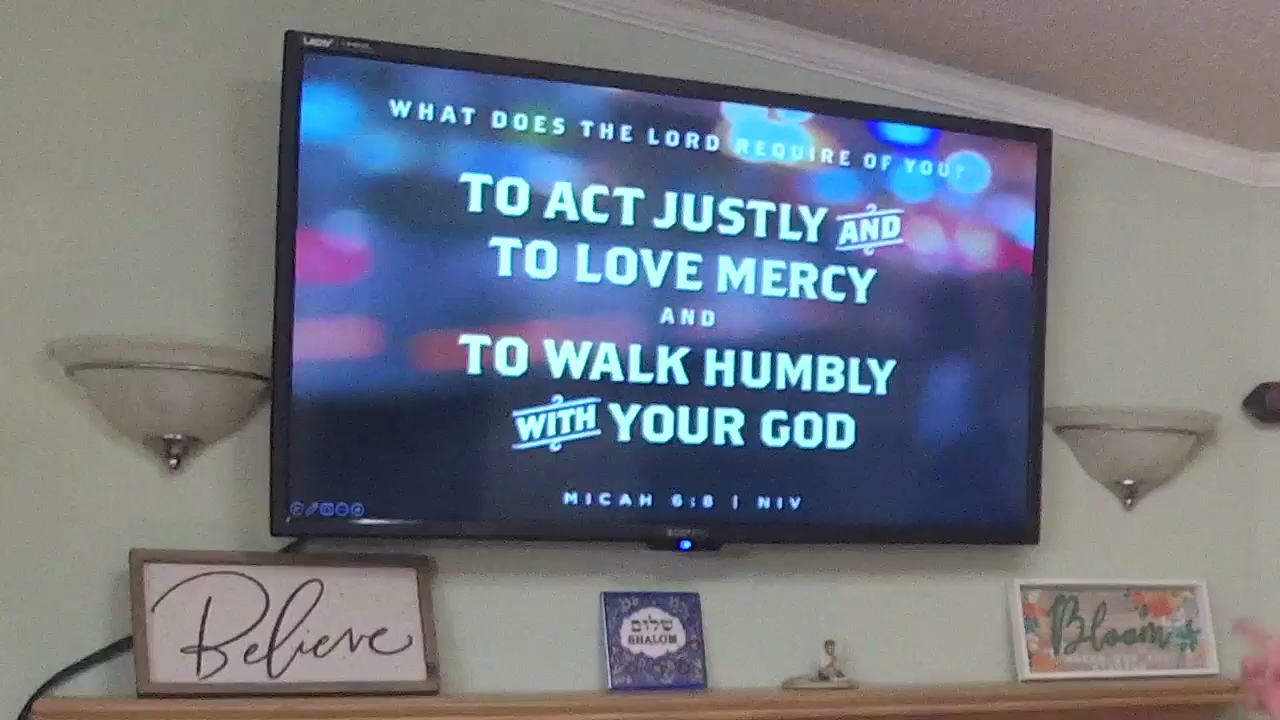 WHAT DOES THE LORD REQUIRE OF YOU?
TO ACT JUSTLY AND
TO LOVE MERCY
AND
TO WALK HUMBLY
WITH YOUR GOD
MICAH 6:8 | NIV
Believe
שלום
SHALOM
Bloom